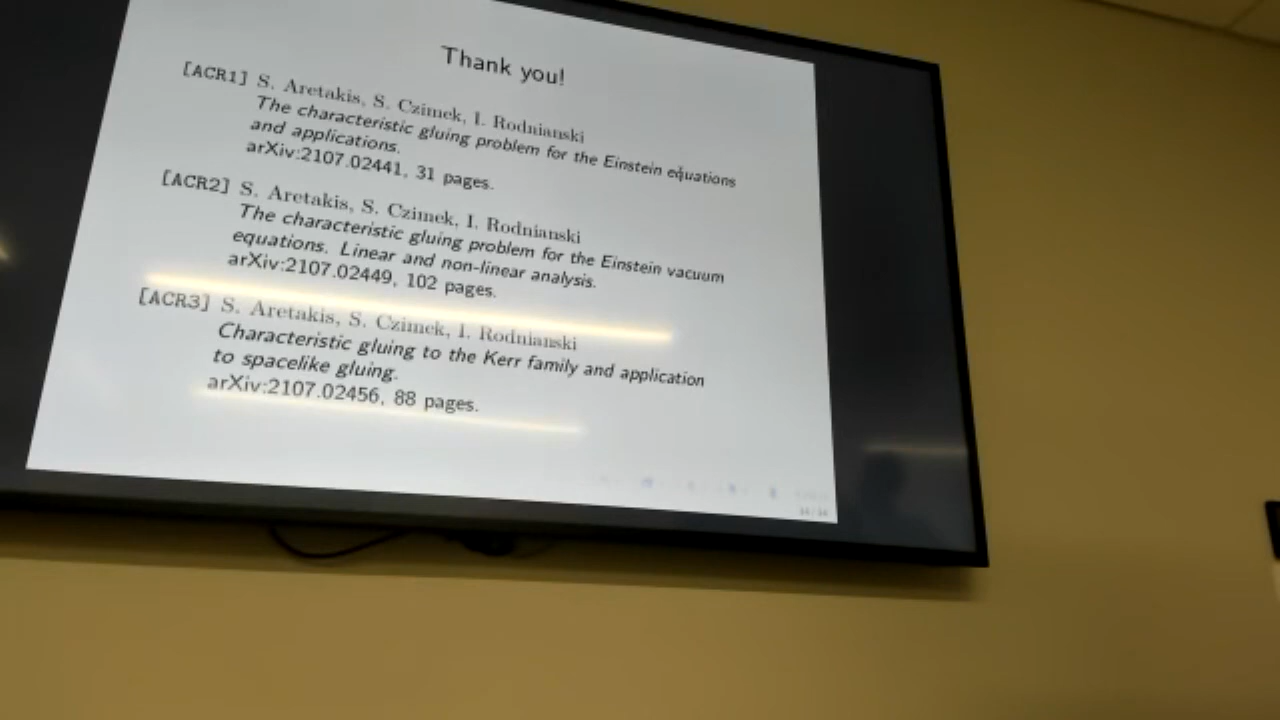 Thank you!
[ACR1] S. Aretakis, S. Czimek, I. Rodnianski
The characteristic gluing problem for the Einstein equations
and applications.
arXiv:2107.02441, 31 pages.
[ACR2] S. Aretakis, S. Czimek, I. Rodnianski
The characteristic gluing problem for the Einstein vacuum
equations. Linear and non-linear analysis.
arXiv:2107.02449, 102 pages.
[ACR3] S. Aretakis, S. Czimek, I. Rodnianski
Characteristic gluing to the Kerr family and application
to spacelike gluing.
arXiv:2107.02456, 88 pages.